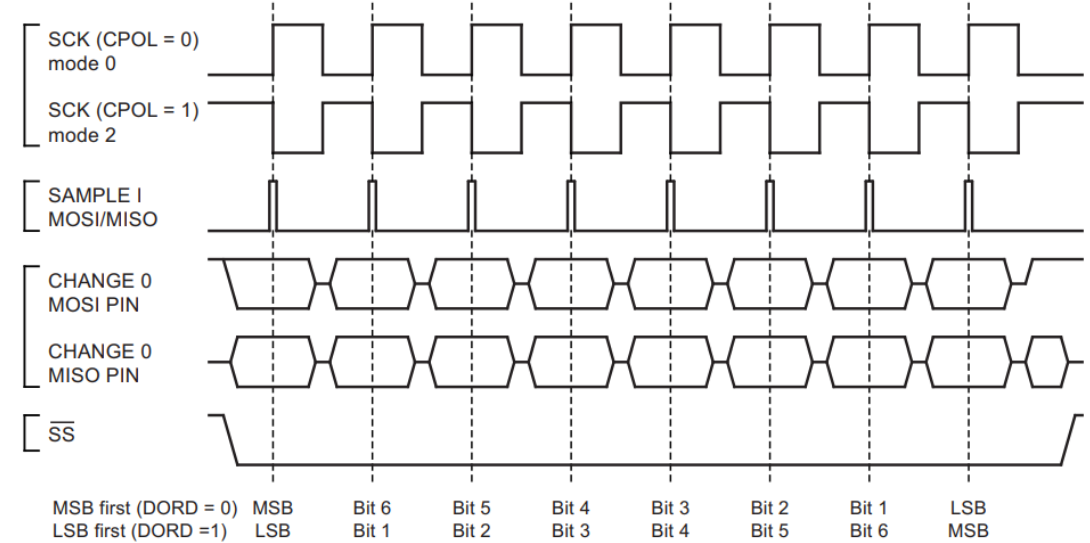 SCK (CPOL = 0)
mode 0
SCK (CPOL = 1)
mode 2
SAMPLE I
MOSI/MISO
CHANGE 0
MOSI PIN
CHANGE 0
MISO PIN
SS
MSB first (DORD = 0) MSB Bit 6 Bit 5 Bit 4 Bit 3 Bit 2 Bit 1 LSB
LSB first (DORD =1) LSB Bit 1 Bit 2 Bit 3 Bit 4 Bit 5 Bit 6 MSB